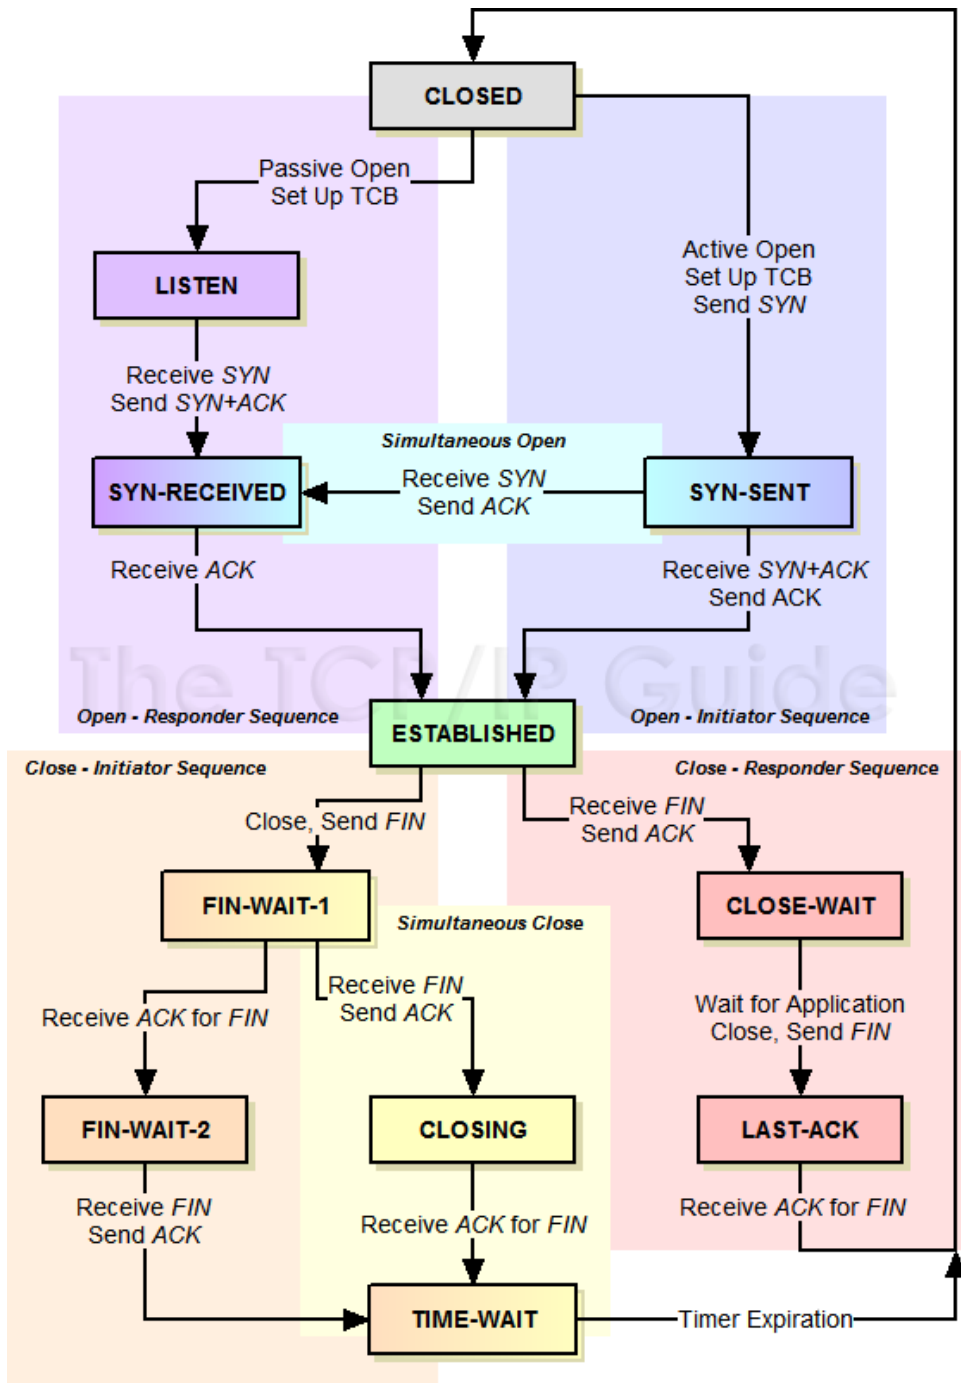 CLOSED
Passive Open
Set Up TCB
Active Open
Set Up TCB
Send SYN
LISTEN
Receive SYN
Send SYN+ACK
Simultaneous Open
SYN-RECEIVED
Receive SYN
Send ACK
SYN-SENT
Receive ACK
Receive SYN+ACK
Send ACK
The TCP/IP Guide
Open - Responder Sequence
Open - Initiator Sequence
ESTABLISHED
Close - Initiator Sequence
Close - Responder Sequence
Close, Send FIN
Receive FIN
Send ACK
FIN-WAIT-1
CLOSE-WAIT
Simultaneous Close
Receive FIN
Send ACK
Receive ACK for FIN
Wait for Application
Close, Send FIN
FIN-WAIT-2
CLOSING
LAST-ACK
Receive FIN
Send ACK
Receive ACK for FIN
Receive ACK for FIN
TIME-WAIT
Timer Expiration